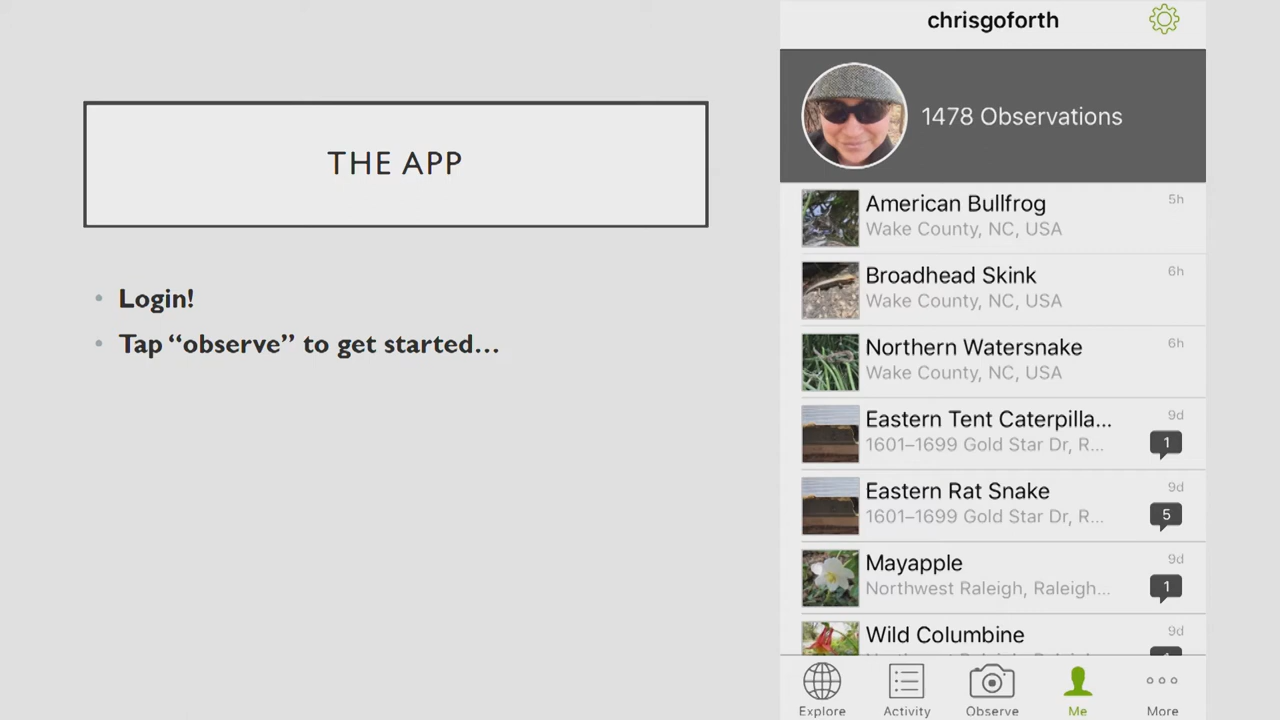 THE APP
Login!
Tap “observe” to get started…
chrisgoforth
1478 Observations
American Bullfrog
5h
Wake County, NC, USA
Broadhead Skink
6h
Wake County, NC, USA
Northern Watersnake
6h
Wake County, NC, USA
Eastern Tent Caterpilla...
9d
1601–1699 Gold Star Dr, R...
1
Eastern Rat Snake
9d
1601–1699 Gold Star Dr, R...
5
Mayapple
9d
Northwest Raleigh, Raleigh...
1
Wild Columbine
9d
Explore
Activity
Observe
Me
More